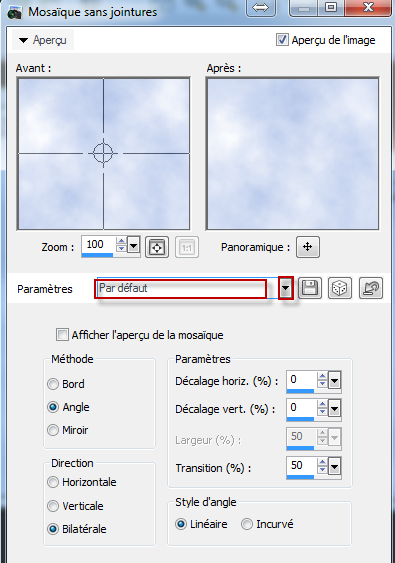 Mosaïque sans jointures
Aperçu
Aperçu de l'image
Avant :
Après :
Zoom : 100
1:1
Panoramique :
Paramètres
Par défaut
Afficher l'aperçu de la mosaïque
Méthode
Bord
Angle
Miroir
Paramètres
Décalage horiz. (%) : 0
Décalage vert. (%) : 0
Largeur (%) : 50
Transition (%) : 50
Direction
Horizontale
Verticale
Bilatérale
Style d'angle
Linéaire
Incurvé